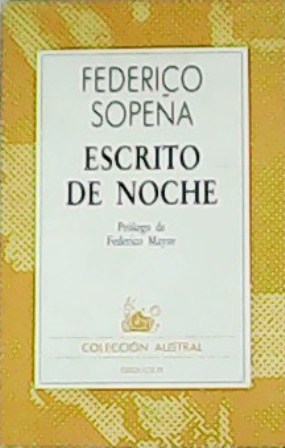 FEDERICO
SOPEÑA
ESCRITO
DE NOCHE
Prólogo de
Federico Mayor
COLECCIÓN AUSTRAL